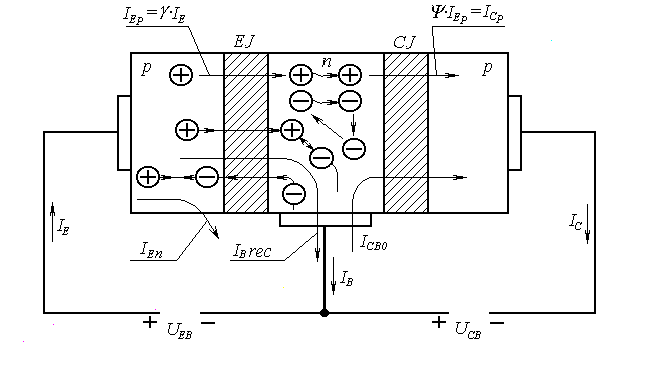 I_Ep = γ·I_E
Ψ·I_Ep = I_Cp
EJ
CJ
p
n
p
I_E
I_C
I_En
I_B rec
I_CB0
I_B
+ U_EB −
+ U_CB −